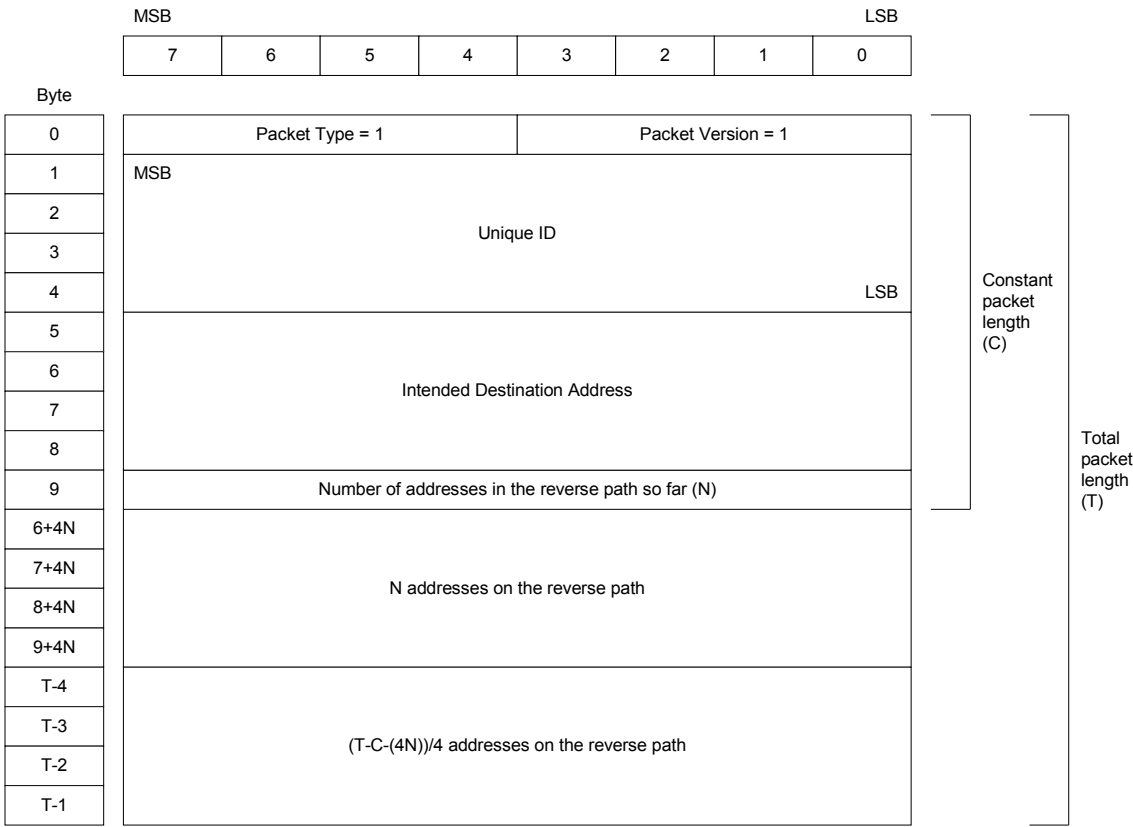 MSB LSB
7 6 5 4 3 2 1 0
Byte
0 Packet Type = 1 Packet Version = 1
1 MSB
2
Unique ID
3
4 LSB
Constant
packet
length
(C)
5
6
Intended Destination Address
7
8
Total
packet
length
(T)
9 Number of addresses in the reverse path so far (N)
6+4N
7+4N
N addresses on the reverse path
8+4N
9+4N
T-4
T-3
(T-C-(4N))/4 addresses on the reverse path
T-2
T-1